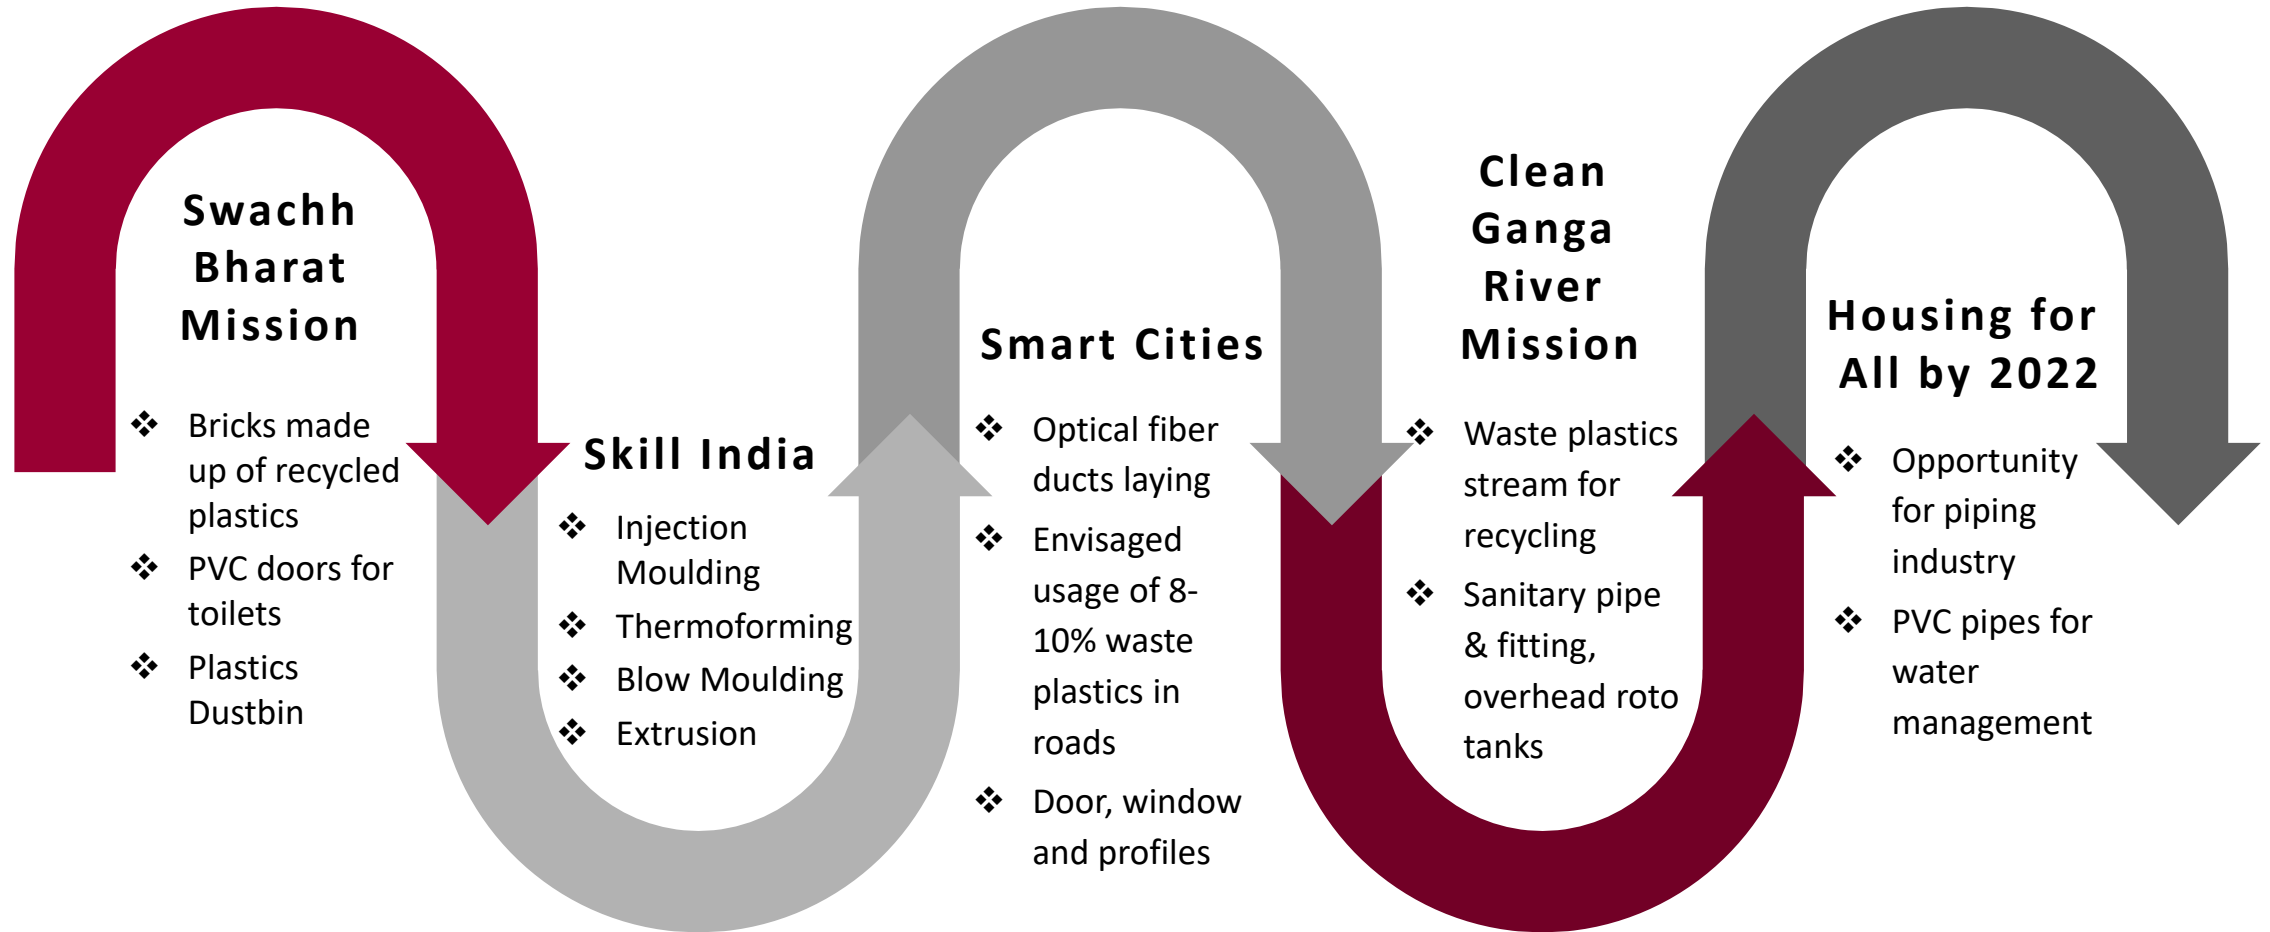 Swachh
Bharat
Mission
❖ Bricks made
up of recycled
plastics
❖ PVC doors for
toilets
❖ Plastics
Dustbin
Skill India
❖ Injection
Moulding
❖ Thermoforming
❖ Blow Moulding
❖ Extrusion
Smart Cities
❖ Optical fiber
ducts laying
❖ Envisaged
usage of 8-
10% waste
plastics in
roads
❖ Door, window
and profiles
Clean
Ganga
River
Mission
❖ Waste plastics
stream for
recycling
❖ Sanitary pipe
& fitting,
overhead roto
tanks
Housing for
All by 2022
❖ Opportunity
for piping
industry
❖ PVC pipes for
water
management